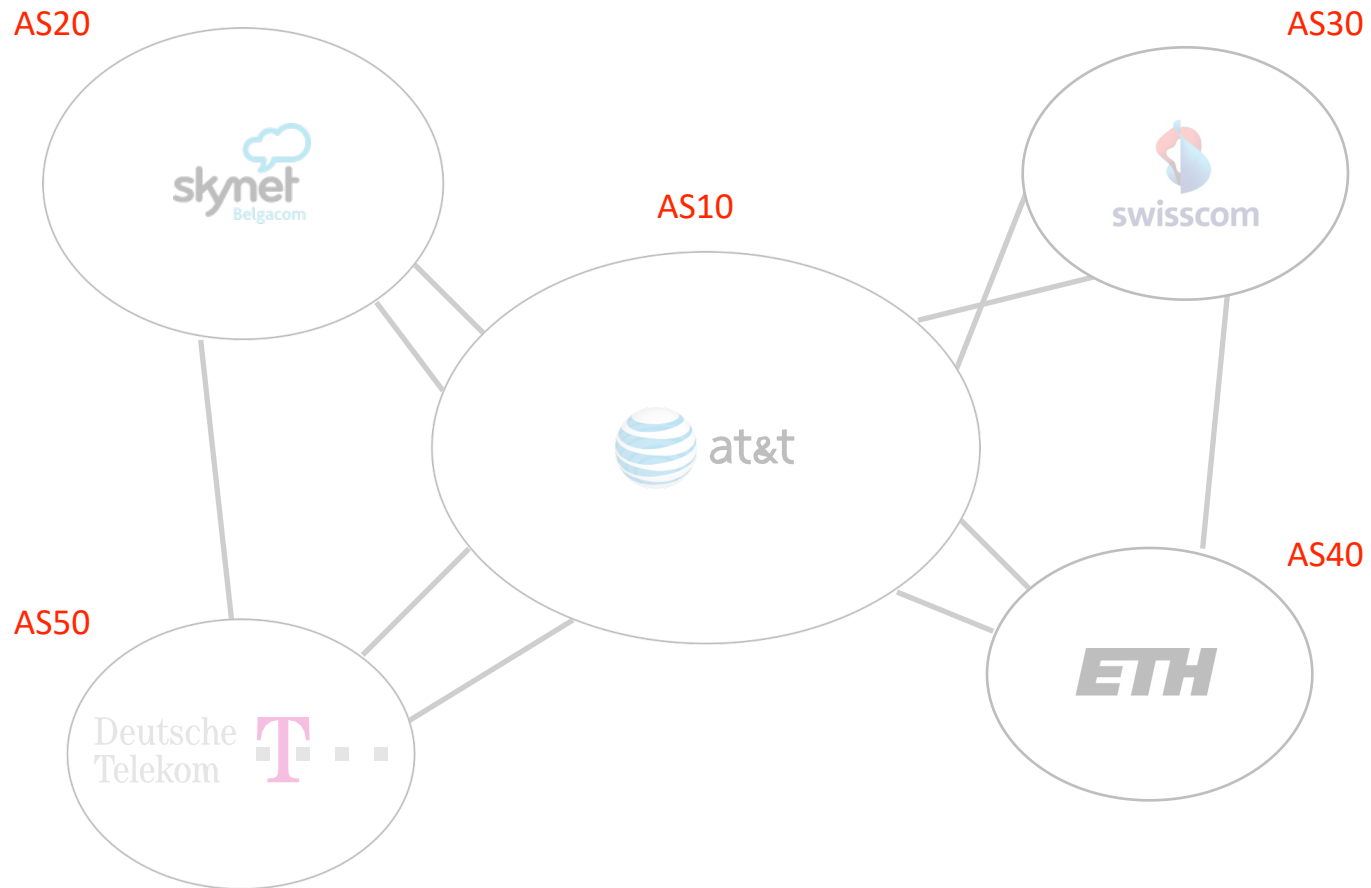 AS20
AS30
skynet
Belgacom
swisscom
AS10
at&t
AS40
AS50
ETH
Deutsche
Telekom
T